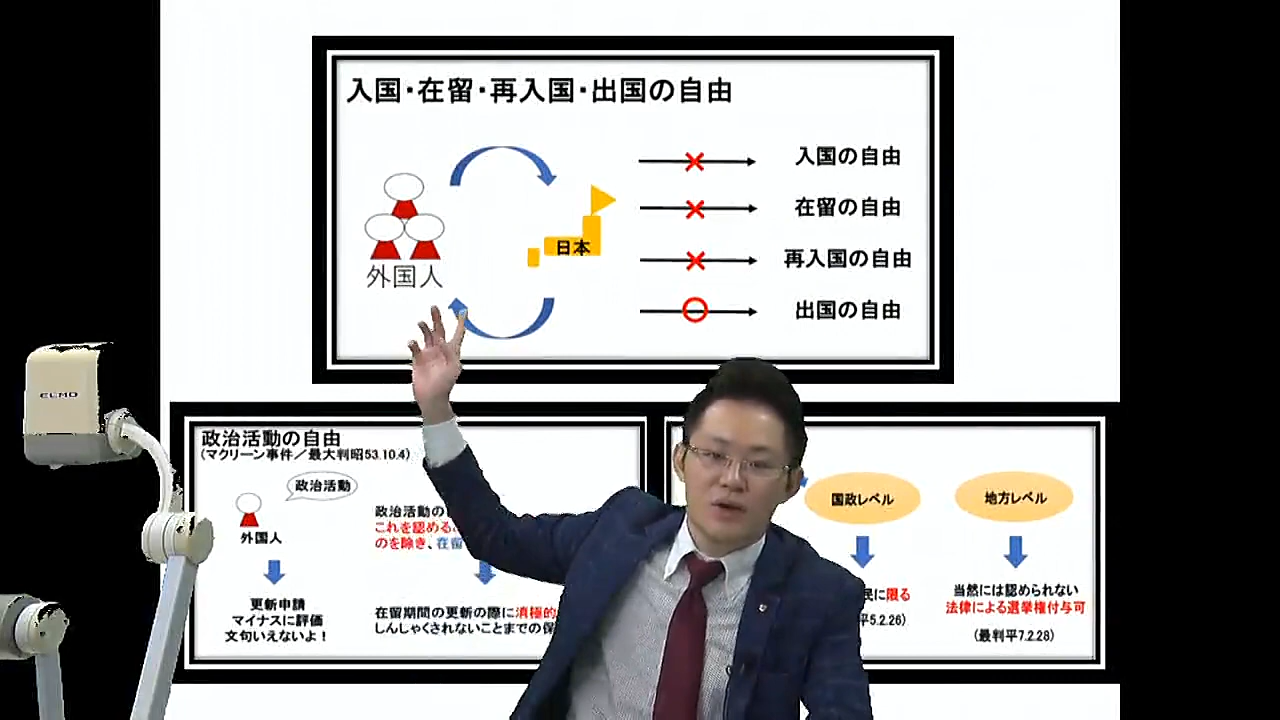 入国・在留・再入国・出国の自由
入国の自由
在留の自由
再入国の自由
出国の自由
日本
外国人
ELMO
政治活動の自由
(マクリーン事件/最大判昭53.10.4)
政治活動
外国人
更新申請
マイナスに評価
文句いえないよ!
政治活動の
これを認める
のを除き、在留
在留期間の更新の際に消極的
しんしゃくされないことまでの保
国政レベル
民に限る
平5.2.26)
地方レベル
当然には認められない
法律による選挙権付与可
(最判平7.2.28)